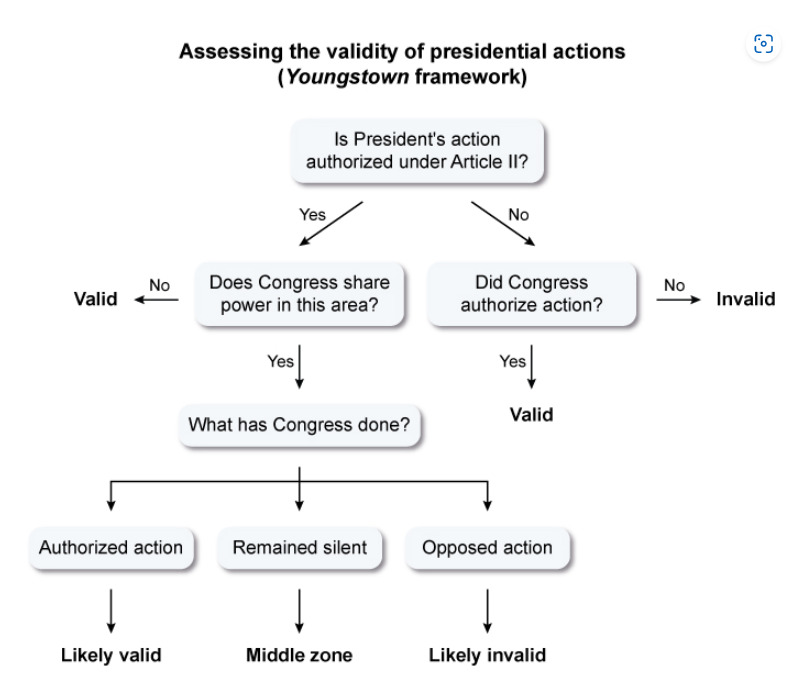 Assessing the validity of presidential actions
(Youngstown framework)
Is President's action
authorized under Article II?
Yes
No
Valid
No
Does Congress share
power in this area?
Did Congress
authorize action?
No
Invalid
Yes
Yes
Valid
What has Congress done?
Authorized action
Remained silent
Opposed action
Likely valid
Middle zone
Likely invalid